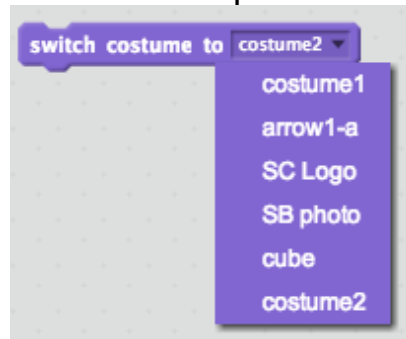 switch costume to costume2
costume1
arrow1-a
SC Logo
SB photo
cube
costume2